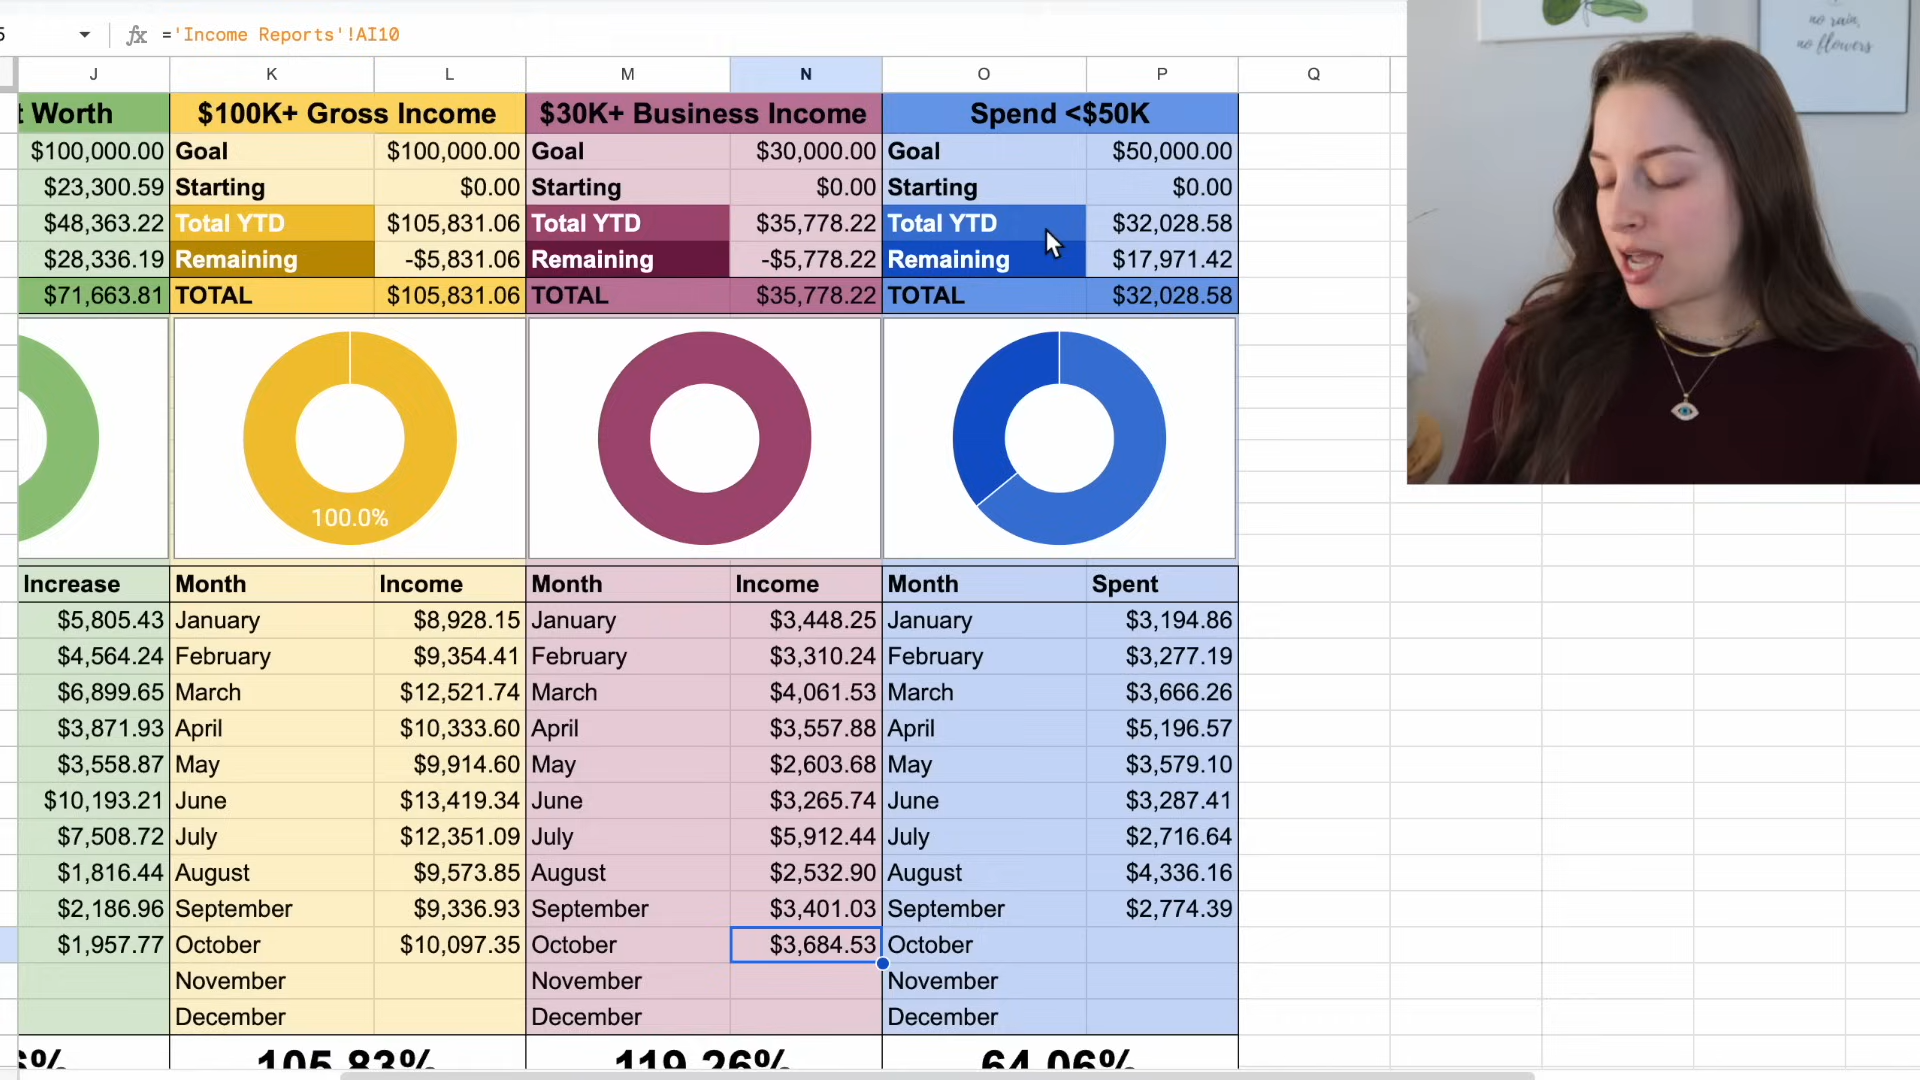 5 fx ='Income Reports'!AI10
J K L M N O P Q
t Worth $100K+ Gross Income $30K+ Business Income Spend <$50K
$100,000.00 Goal $100,000.00 Goal $30,000.00 Goal $50,000.00
$23,300.59 Starting $0.00 Starting $0.00 Starting $0.00
$48,363.22 Total YTD $105,831.06 Total YTD $35,778.22 Total YTD $32,028.58
$28,336.19 Remaining -$5,831.06 Remaining -$5,778.22 Remaining $17,971.42
$71,663.81 TOTAL $105,831.06 TOTAL $35,778.22 TOTAL $32,028.58
100.0%
Increase Month Income Month Income Month Spent
$5,805.43 January $8,928.15 January $3,448.25 January $3,194.86
$4,564.24 February $9,354.41 February $3,310.24 February $3,277.19
$6,899.65 March $12,521.74 March $4,061.53 March $3,666.26
$3,871.93 April $10,333.60 April $3,557.88 April $5,196.57
$3,558.87 May $9,914.60 May $2,603.68 May $3,579.10
$10,193.21 June $13,419.34 June $3,265.74 June $3,287.41
$7,508.72 July $12,351.09 July $5,912.44 July $2,716.64
$1,816.44 August $9,573.85 August $2,532.90 August $4,336.16
$2,186.96 September $9,336.93 September $3,401.03 September $2,774.39
$1,957.77 October $10,097.35 October $3,684.53 October
November November November
December December December
% 105.83% 119.26% 64.06%
no rain,
no flowers